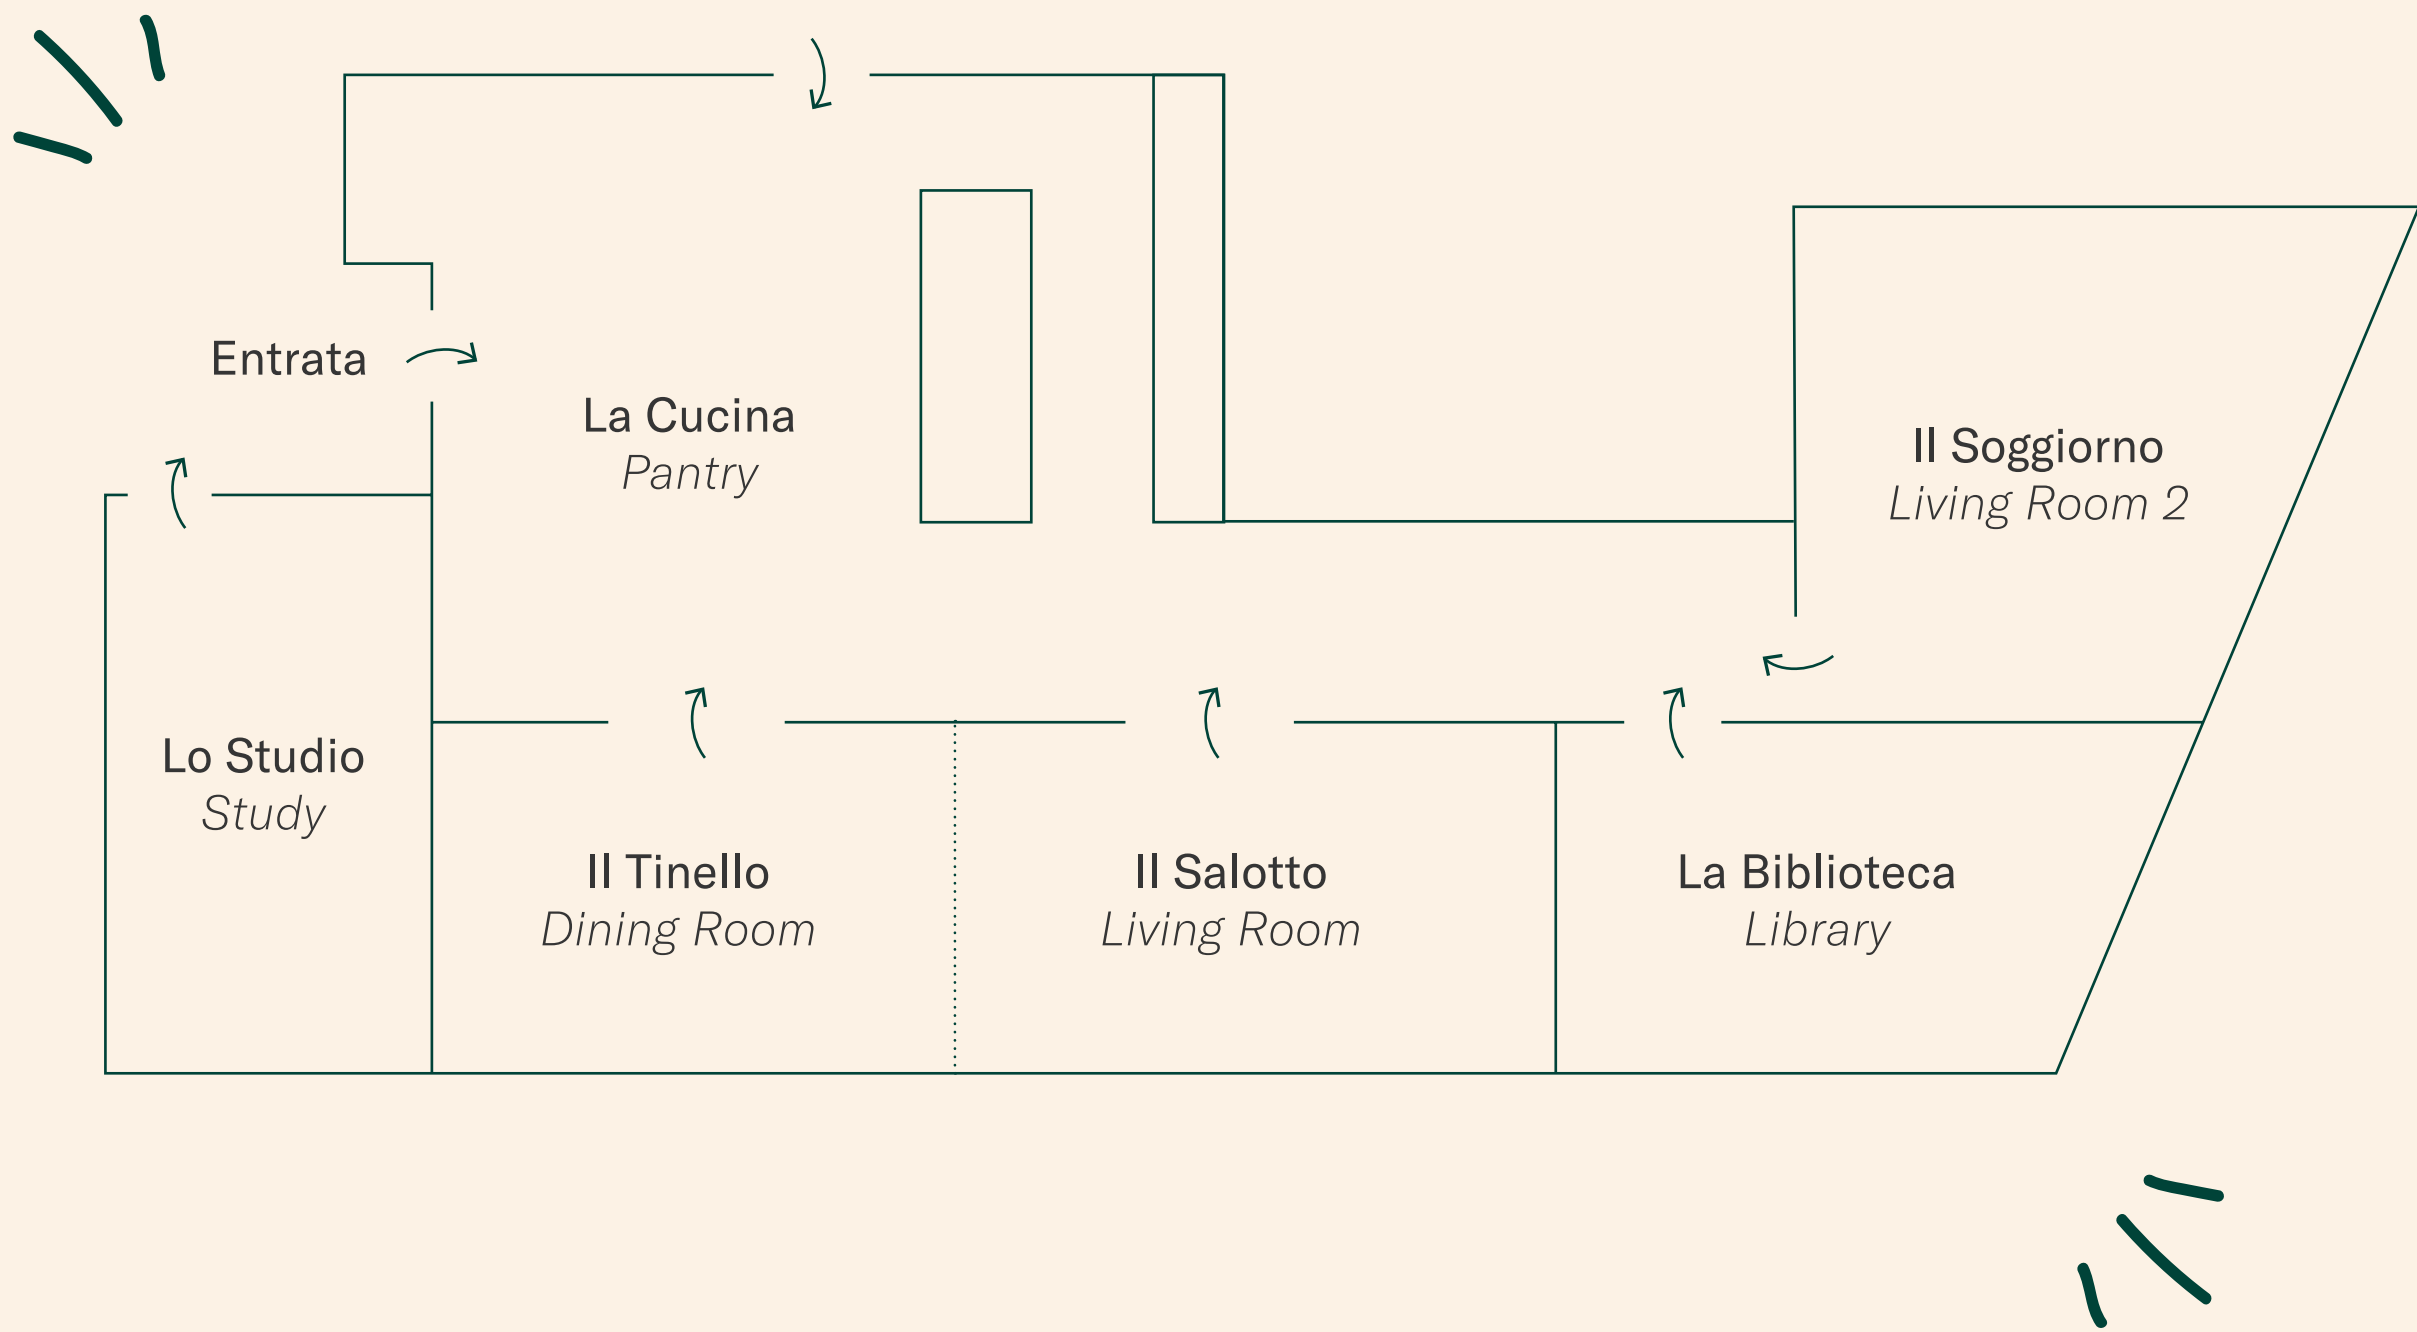 Entrata
La Cucina
Pantry
Il Soggiorno
Living Room 2
Lo Studio
Study
Il Tinello
Dining Room
Il Salotto
Living Room
La Biblioteca
Library